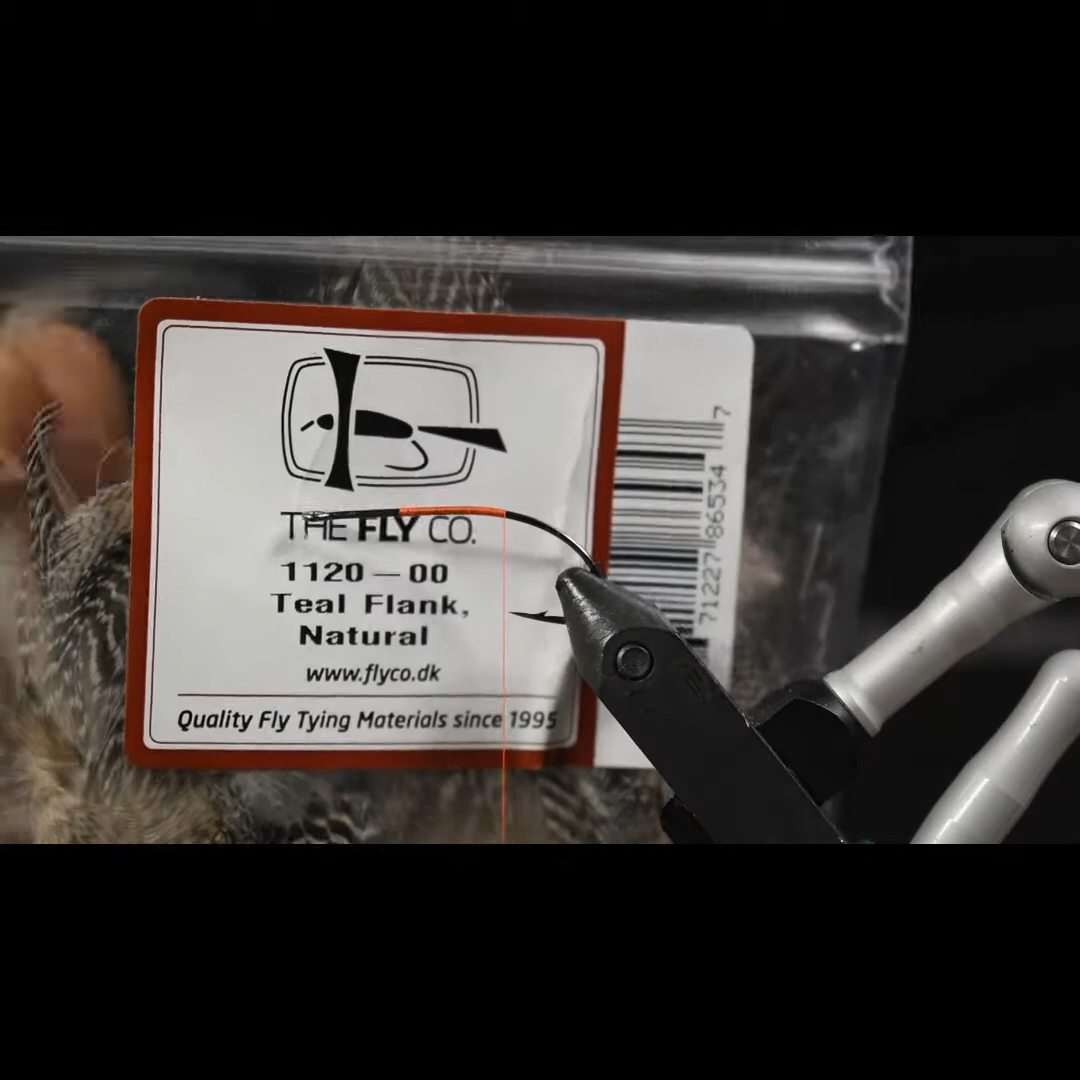 THE FLY CO.
1120 — 00
Teal Flank,
Natural
www.flyco.dk
Quality Fly Tying Materials since 1995
71227 86534 7